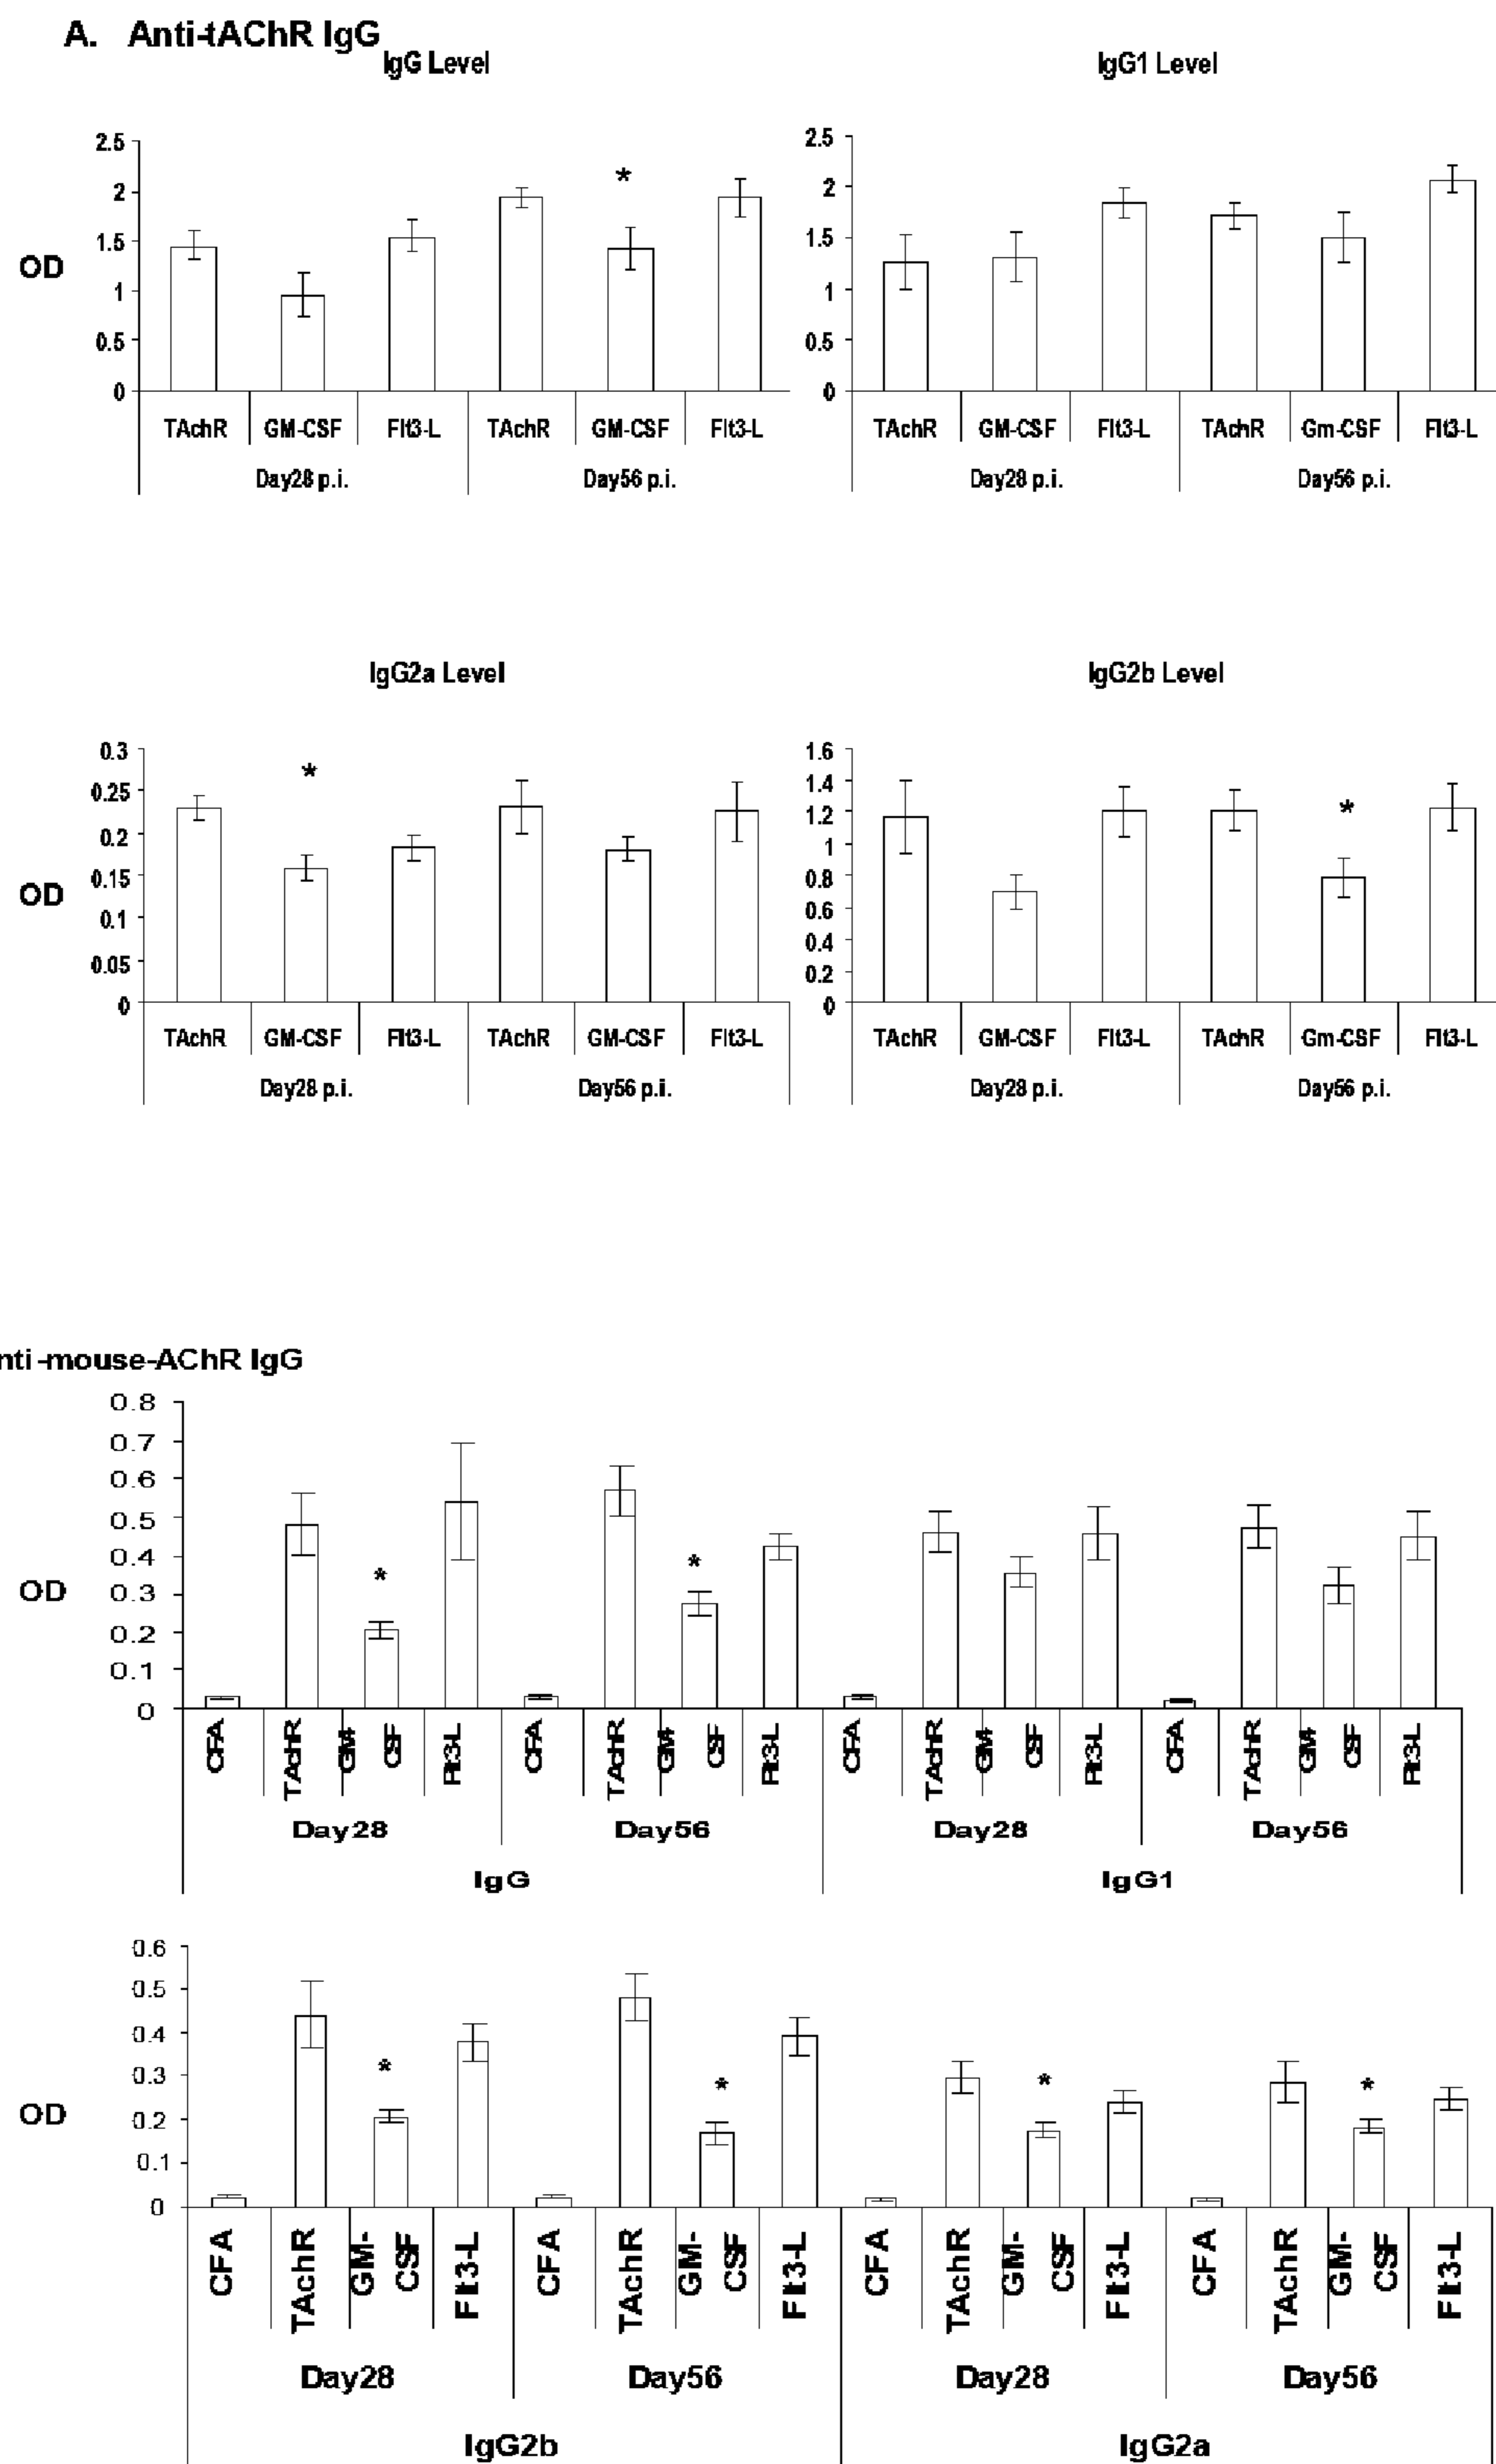 A. Anti-tAChR IgG
IgG Level
IgG1 Level
2.5
2
1.5
1
0.5
0
OD
*
TAchR GM-CSF Flt3-L TAchR GM-CSF Flt3-L
Day28 p.i. Day56 p.i.
2.5
2
1.5
1
0.5
0
TAchR GM-CSF Flt3-L TAchR Gm-CSF Flt3-L
Day28 p.i. Day56 p.i.
IgG2a Level
IgG2b Level
0.3
0.25
0.2
0.15
0.1
0.05
0
OD
*
TAchR GM-CSF Flt3-L TAchR GM-CSF Flt3-L
Day28 p.i. Day56 p.i.
1.6
1.4
1.2
1
0.8
0.6
0.4
0.2
0
*
TAchR GM-CSF Flt3-L TAchR Gm-CSF Flt3-L
Day28 p.i. Day56 p.i.
nti-mouse-AChR IgG
0.8
0.7
0.6
0.5
0.4
0.3
0.2
0.1
0
OD
* *
CFA TAchR GM-CSF Flt3-L CFA TAchR GM-CSF Flt3-L CFA TAchR GM-CSF Flt3-L CFA TAchR GM-CSF Flt3-L
Day28 Day56 Day28 Day56
IgG IgG1
0.6
0.5
0.4
0.3
0.2
0.1
0
OD
* * * *
CFA TAchR GM-CSF Flt3-L CFA TAchR GM-CSF Flt3-L CFA TAchR GM-CSF Flt3-L CFA TAchR GM-CSF Flt3-L
Day28 Day56 Day28 Day56
IgG2b IgG2a